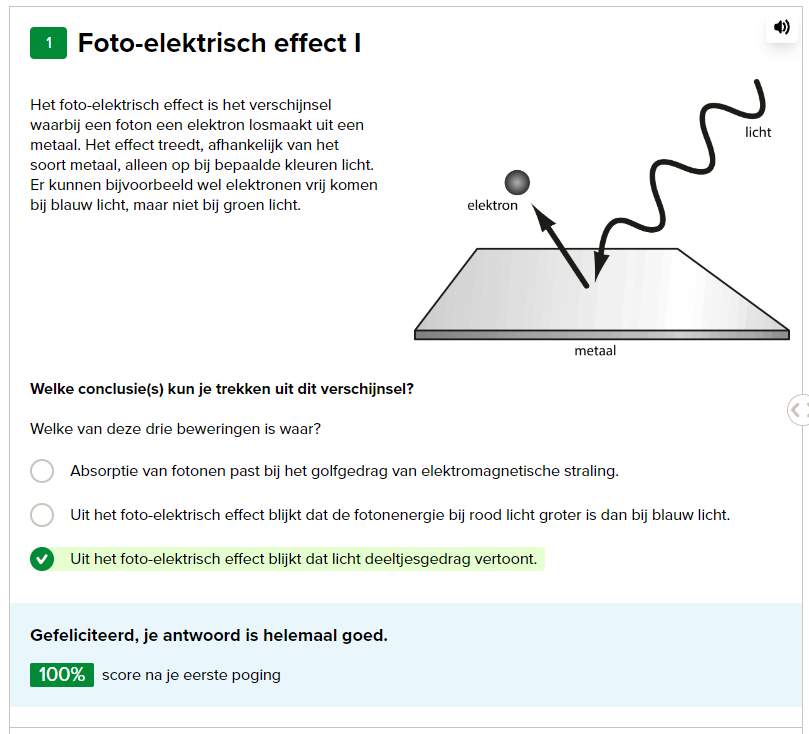 1 Foto-elektrisch effect I
Het foto-elektrisch effect is het verschijnsel
waarbij een foton een elektron losmaakt uit een
metaal. Het effect treedt, afhankelijk van het
soort metaal, alleen op bij bepaalde kleuren licht.
Er kunnen bijvoorbeeld wel elektronen vrij komen
bij blauw licht, maar niet bij groen licht.
licht
elektron
metaal
Welke conclusie(s) kun je trekken uit dit verschijnsel?
Welke van deze drie beweringen is waar?
Absorptie van fotonen past bij het golfgedrag van elektromagnetische straling.
Uit het foto-elektrisch effect blijkt dat de fotonenergie bij rood licht groter is dan bij blauw licht.
Uit het foto-elektrisch effect blijkt dat licht deeltjesgedrag vertoont.
Gefeliciteerd, je antwoord is helemaal goed.
100% score na je eerste poging